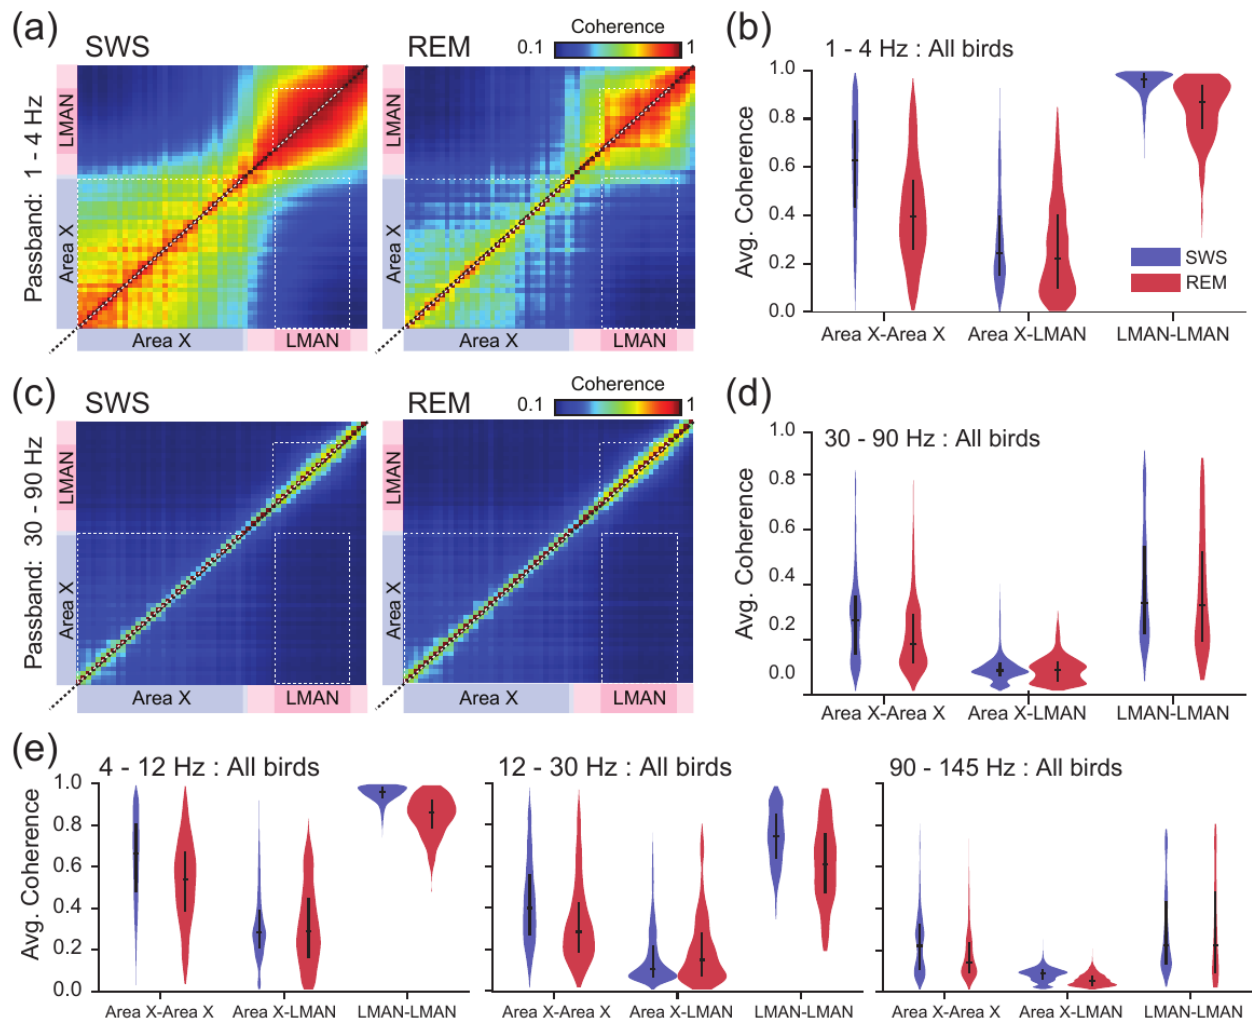 (a)
SWS
REM
Coherence
0.1
1
Passband: 1 - 4 Hz
LMAN
Area X
Area X
LMAN
Area X
Area X
LMAN
(b)
1 - 4 Hz : All birds
Avg. Coherence
1.0
0.8
0.6
0.4
0.2
0.0
SWS
REM
Area X-Area X
Area X-LMAN
LMAN-LMAN
(c)
SWS
REM
Coherence
0.1
1
Passband: 30 - 90 Hz
LMAN
Area X
Area X
LMAN
Area X
Area X
LMAN
(d)
30 - 90 Hz : All birds
Avg. Coherence
1.0
0.8
0.6
0.4
0.2
0.0
Area X-Area X
Area X-LMAN
LMAN-LMAN
(e)
4 - 12 Hz : All birds
Avg. Coherence
1.0
0.8
0.6
0.4
0.2
0.0
Area X-Area X
Area X-LMAN
LMAN-LMAN
12 - 30 Hz : All birds
Area X-Area X
Area X-LMAN
LMAN-LMAN
90 - 145 Hz : All birds
Area X-Area X
Area X-LMAN
LMAN-LMAN